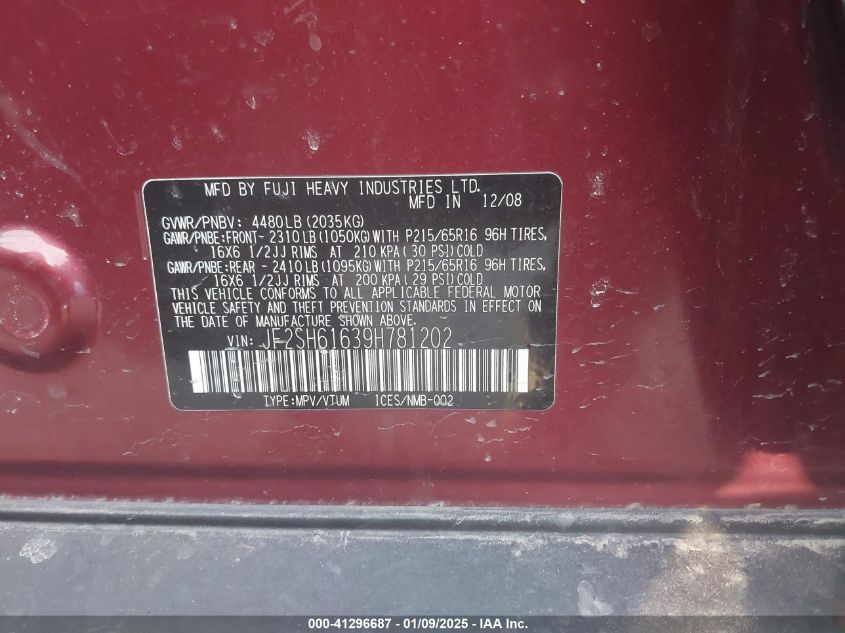 MFD BY FUJI HEAVY INDUSTRIES LTD.
MFD IN 12/08
GVWR/PNBV: 4480LB (2035KG)
GAWR/PNBE:FRONT- 2310LB(1050KG)WITH P215/65R16 96H TIRES,
16X6 1/2JJ RIMS AT 210 KPA( 30 PSI)COLD
GAWR/PNBE:REAR - 2410LB(1095KG)WITH P215/65R16 96H TIRES,
16X6 1/2JJ RIMS AT 200 KPA( 29 PSI)COLD
THIS VEHICLE CONFORMS TO ALL APPLICABLE FEDERAL MOTOR
VEHICLE SAFETY AND THEFT PREVENTION STANDARDS IN EFFECT ON
THE DATE OF MANUFACTURE SHOWN ABOVE.
VIN: JF2SH61639H781202
TYPE:MPV/VTUM ICES/NMB-002
000-41296687 - 01/09/2025 - IAA Inc.